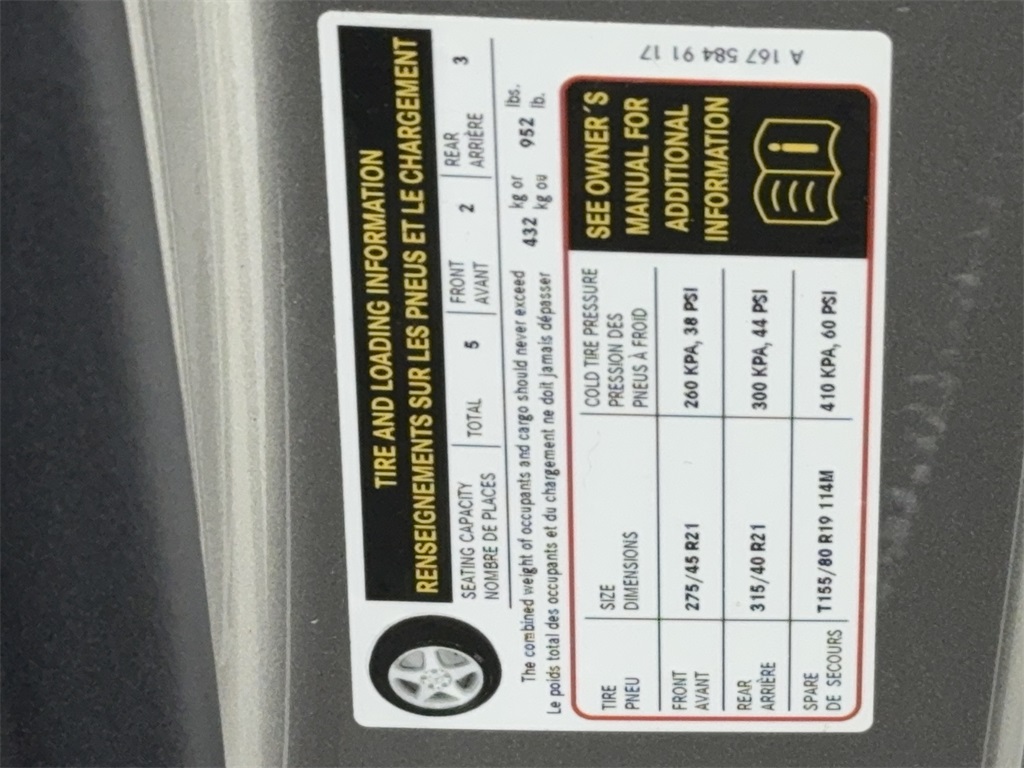 TIRE AND LOADING INFORMATION
RENSEIGNEMENTS SUR LES PNEUS ET LE CHARGEMENT
SEATING CAPACITY TOTAL 5 FRONT 2 REAR 3
NOMBRE DE PLACES AVANT ARRIÈRE
The combined weight of occupants and cargo should never exceed 432 kg or 952 lbs.
Le poids total des occupants et du chargement ne doit jamais dépasser kg ou lb.
TIRE SIZE COLD TIRE PRESSURE
PNEU DIMENSIONS PRESSION DES
PNEUS À FROID
FRONT 275/45 R21 260 KPA, 38 PSI
AVANT
REAR 315/40 R21 300 KPA, 44 PSI
ARRIÈRE
SPARE T155/80 R19 114M 410 KPA, 60 PSI
DE SECOURS
SEE OWNER´S
MANUAL FOR
ADDITIONAL
INFORMATION
i
A 167 584 91 17